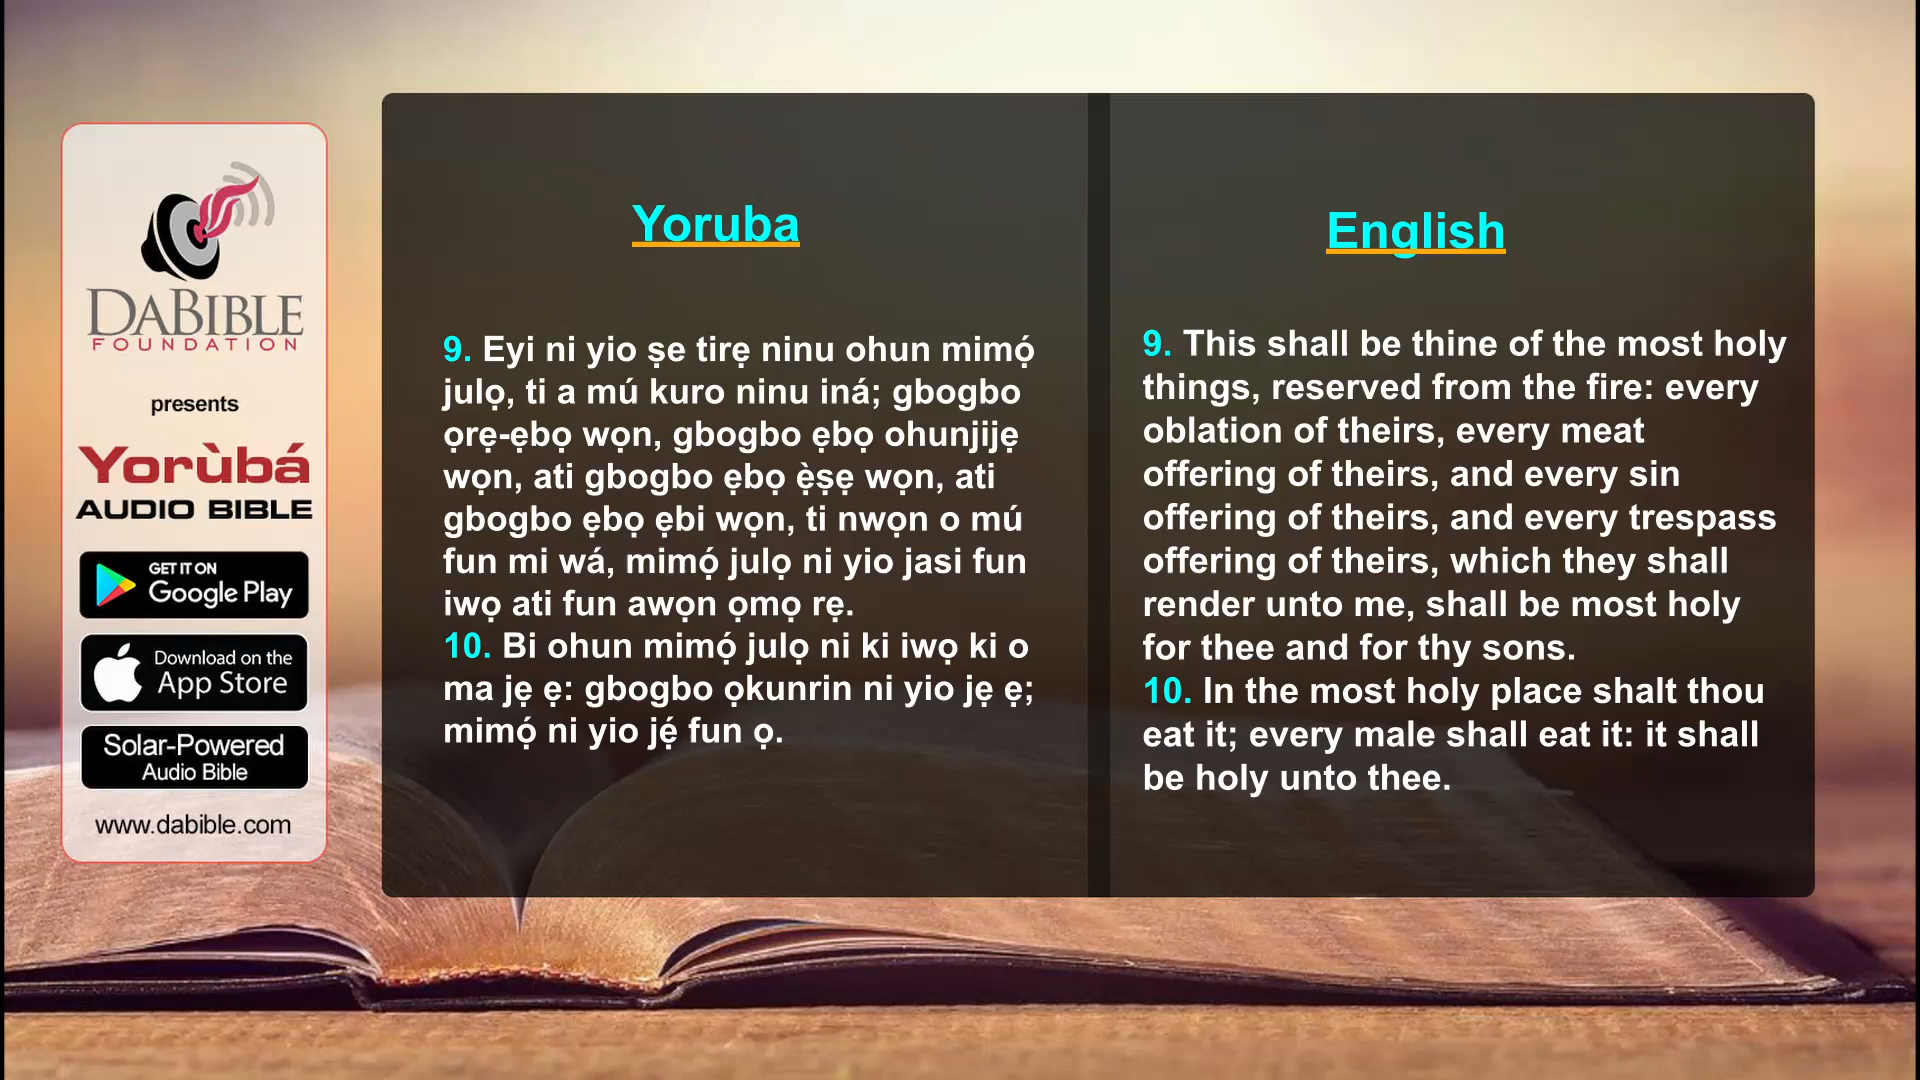 DABIBLE
FOUNDATION
presents
Yorùbá
AUDIO BIBLE
GET IT ON
Google Play
Download on the
App Store
Solar-Powered
Audio Bible
www.dabible.com
Yoruba
9. Eyi ni yio ṣe tirẹ ninu ohun mimọ́
julọ, ti a mú kuro ninu iná; gbogbo
ọrẹ-ẹbọ wọn, gbogbo ẹbọ ohunjijẹ
wọn, ati gbogbo ẹbọ ẹ̀ṣẹ wọn, ati
gbogbo ẹbọ ẹbi wọn, ti nwọn o mú
fun mi wá, mimọ́ julọ ni yio jasi fun
iwọ ati fun awọn ọmọ rẹ.
10. Bi ohun mimọ́ julọ ni ki iwọ ki o
ma jẹ ẹ: gbogbo ọkunrin ni yio jẹ ẹ;
mimọ́ ni yio jẹ́ fun ọ.
English
9. This shall be thine of the most holy
things, reserved from the fire: every
oblation of theirs, every meat
offering of theirs, and every sin
offering of theirs, and every trespass
offering of theirs, which they shall
render unto me, shall be most holy
for thee and for thy sons.
10. In the most holy place shalt thou
eat it; every male shall eat it: it shall
be holy unto thee.